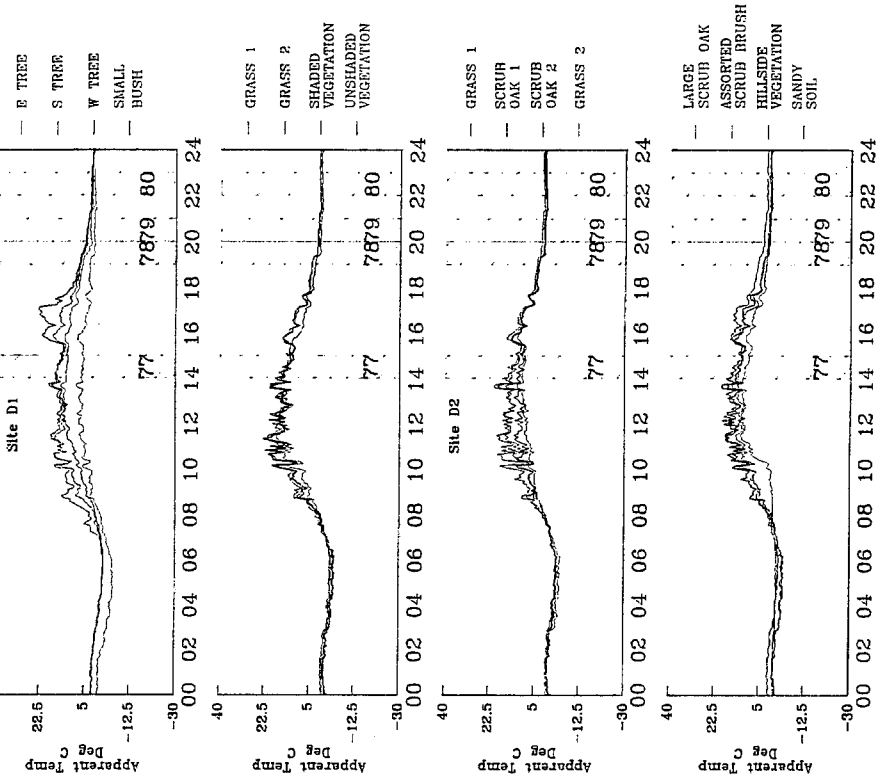 Site D1
Apparent Temp
Deg C
22.5
5
-12.5
-30
77
7879
80
00 02 04 06 08 10 12 14 16 18 20 22 24
E TREE
S TREE
W TREE
SMALL
BUSH
Apparent Temp
Deg C
40
22.5
5
-12.5
-30
77
7879
80
00 02 04 06 08 10 12 14 16 18 20 22 24
GRASS 1
GRASS 2
SHADED
VEGETATION
UNSHADED
VEGETATION
Site D2
Apparent Temp
Deg C
40
22.5
5
-12.5
-30
77
7879
80
00 02 04 06 08 10 12 14 16 18 20 22 24
GRASS 1
SCRUB
OAK 1
SCRUB
OAK 2
GRASS 2
Apparent Temp
Deg C
40
22.5
5
-12.5
-30
77
7879
80
00 02 04 06 08 10 12 14 16 18 20 22 24
LARGE
SCRUB OAK
ASSORTED
SCRUB BRUSH
HILLSIDE
VEGETATION
SANDY
SOIL